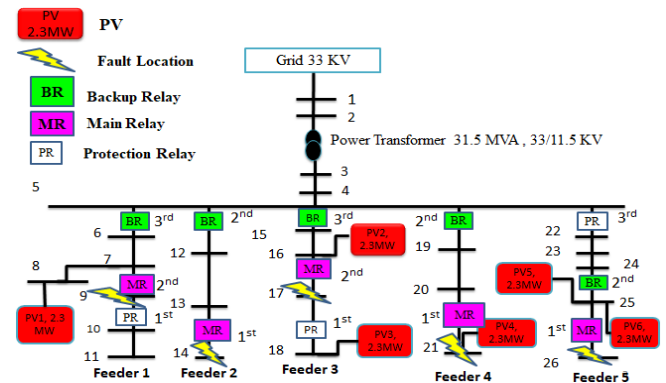 PV
2.3MW
PV
Fault Location
BR
Backup Relay
MR
Main Relay
PR
Protection Relay
Grid 33 KV
1
2
Power Transformer 31.5 MVA , 33/11.5 KV
3
4
5
BR
3rd
6
7
8
MR
2nd
9
PV1, 2.3
MW
PR
1st
10
11
Feeder 1
BR
2nd
12
13
MR
1st
14
Feeder 2
BR
3rd
15
16
PV2,
2.3MW
MR
2nd
17
PR
1st
18
PV3,
2.3MW
Feeder 3
2nd
BR
19
20
1st
MR
PV4,
2.3MW
21
Feeder 4
PR
3rd
22
23
24
PV5,
2.3MW
BR
2nd
25
1st
MR
PV6,
2.3MW
26
Feeder 5